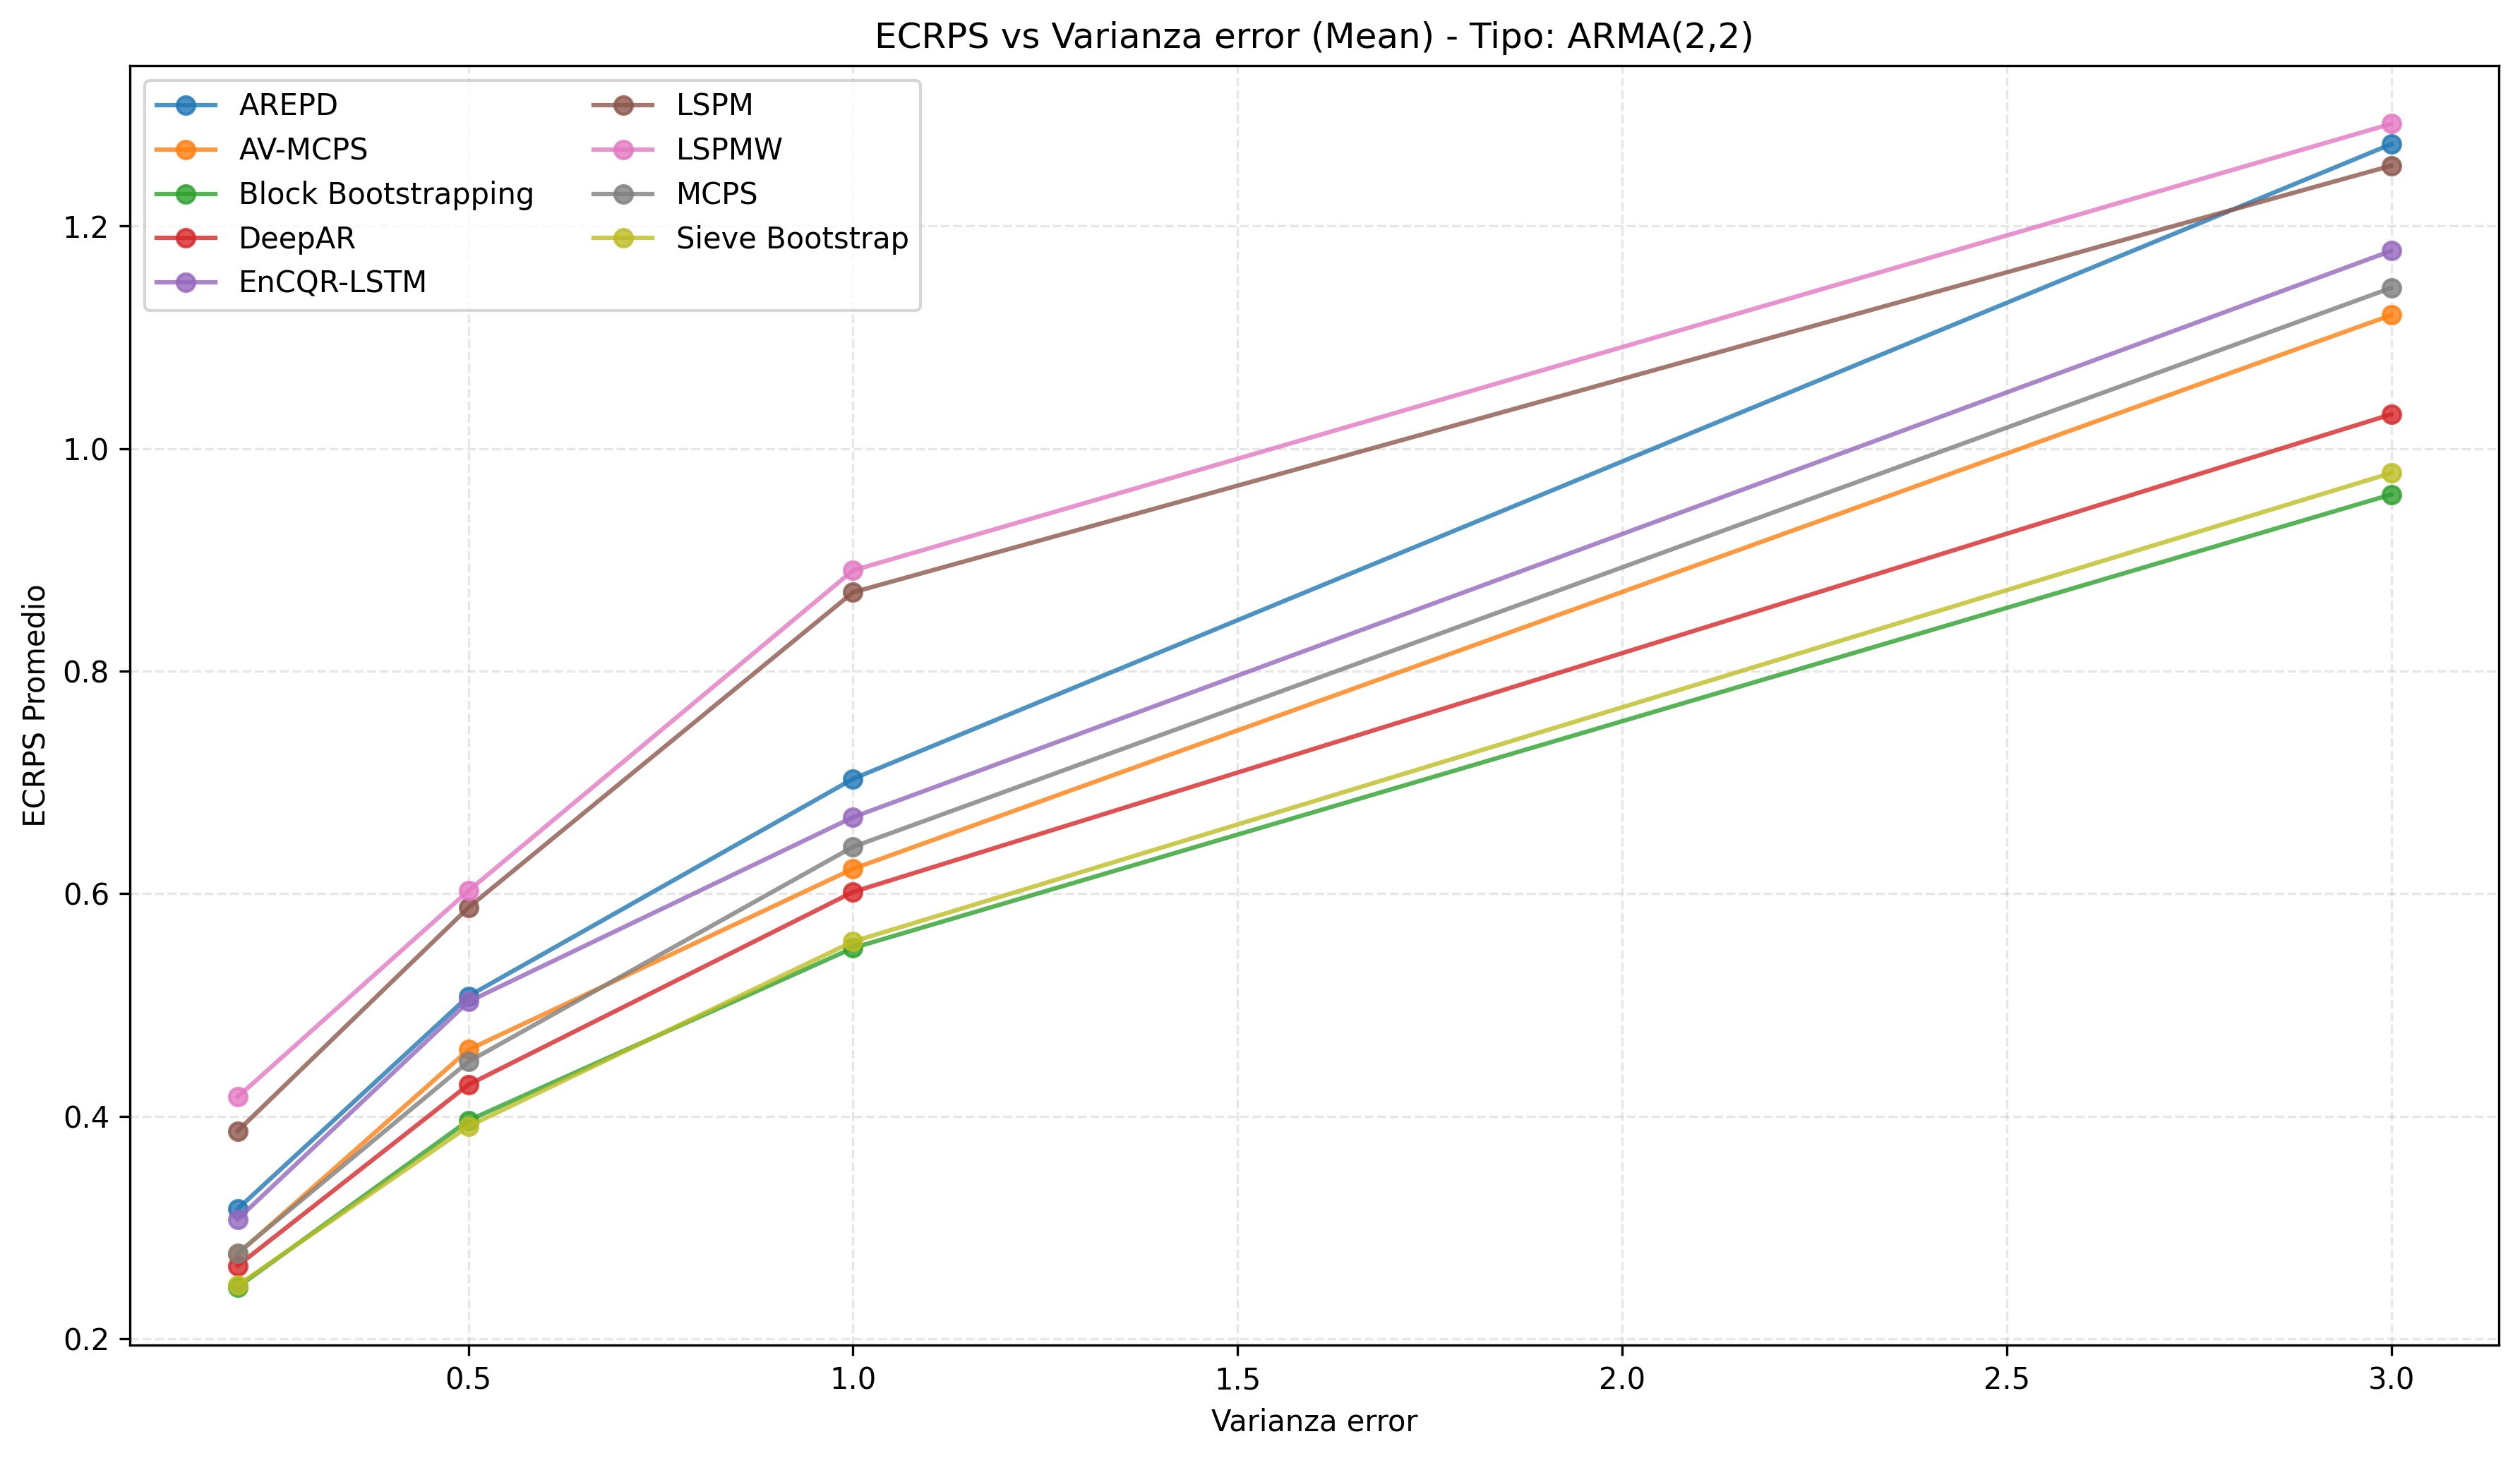 ECRPS vs Varianza error (Mean) - Tipo: ARMA(2,2)
AREPD
AV-MCPS
Block Bootstrapping
DeepAR
EnCQR-LSTM
LSPM
LSPMW
MCPS
Sieve Bootstrap
ECRPS Promedio
1.2
1.0
0.8
0.6
0.4
0.2
0.5 1.0 1.5 2.0 2.5 3.0
Varianza error